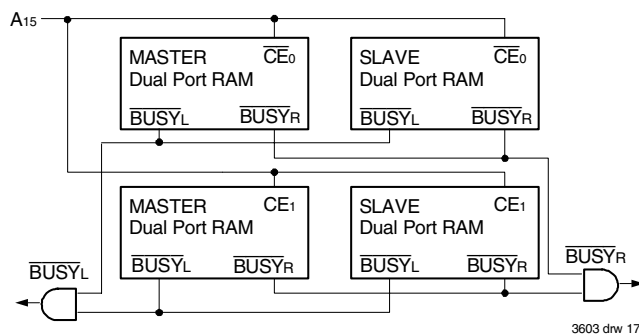 A15
MASTER CE0
Dual Port RAM
BUSYL BUSYR
SLAVE CE0
Dual Port RAM
BUSYL BUSYR
MASTER CE1
Dual Port RAM
BUSYL BUSYR
SLAVE CE1
Dual Port RAM
BUSYL BUSYR
BUSYL
BUSYR
3603 drw 17